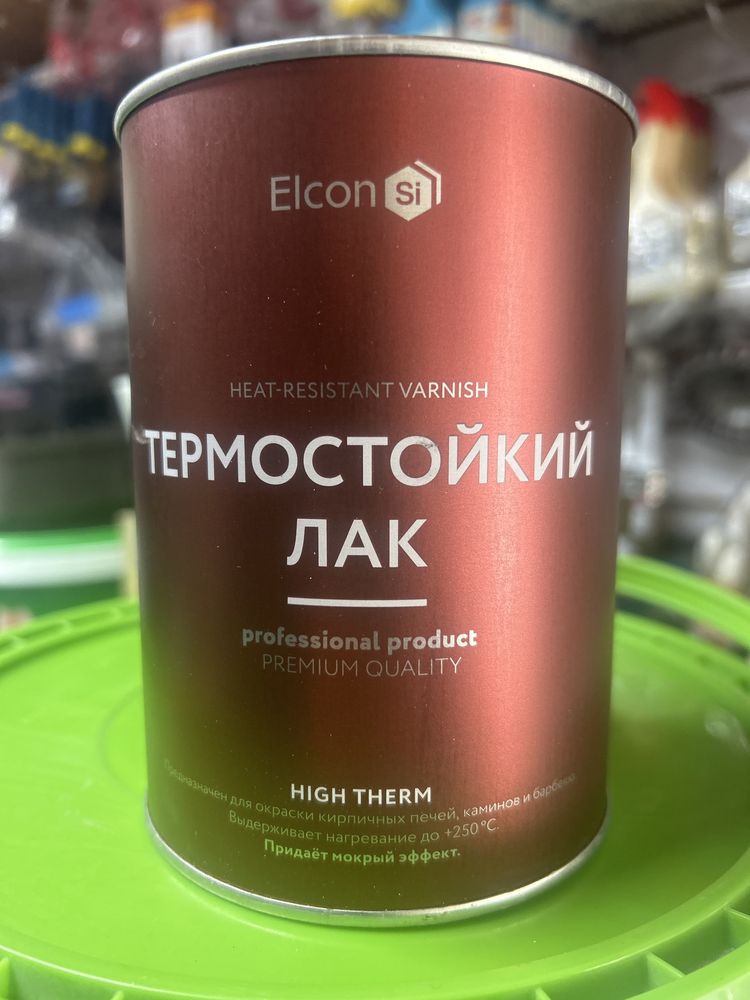 Elcon Si
HEAT-RESISTANT VARNISH
ТЕРМОСТОЙКИЙ
ЛАК
professional product
PREMIUM QUALITY
HIGH THERM
Предназначен для окраски кирпичных печей, каминов и барбекю.
Выдерживает нагревание до +250 °C.
Придаёт мокрый эффект.